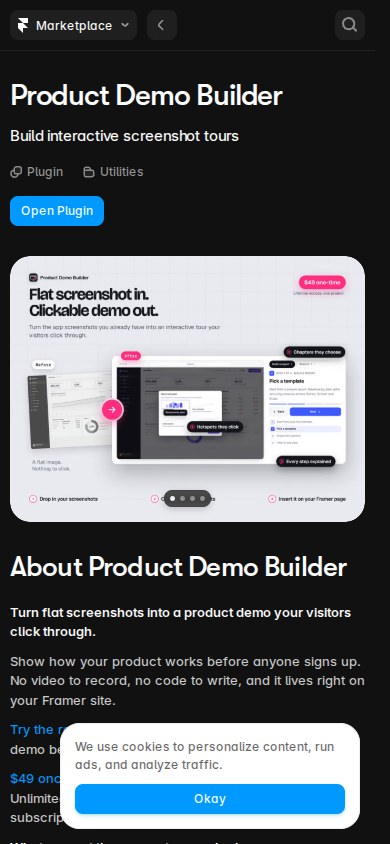 Marketplace
Product Demo Builder
Build interactive screenshot tours
Plugin
Utilities
Open Plugin
Product Demo Builder
$49 one-time
Flat screenshot in.
Clickable demo out.
Turn the app screenshots you already have into an interactive tour your
visitors click through.
Before
After
Chapters they choose
Pick a template
Hotspots they click
Every step explained
A flat image.
Nothing to click.
Drop in your screenshots
Insert it on your Framer page
About Product Demo Builder
Turn flat screenshots into a product demo your visitors
click through.
Show how your product works before anyone signs up.
No video to record, no code to write, and it lives right on
your Framer site.
Try the
demo
$49
We use cookies to personalize content, run
ads, and analyze traffic.
Okay